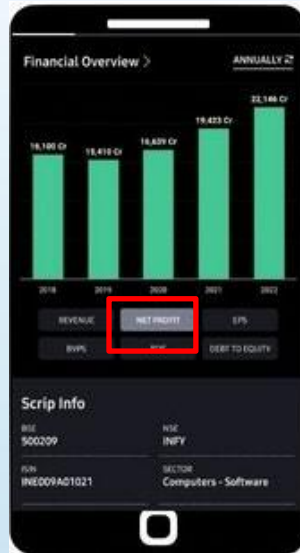 Financial Overview >
ANNUALLY
22,146 Cr
19,423 Cr
16,639 Cr
16,100 Cr
15,410 Cr
2018 2019 2020 2021 2022
REVENUE NET PROFIT EPS
BVPS ROE DEBT TO EQUITY
Scrip Info
BSE NSE
500209 INFY
ISIN SECTOR
INE009A01021 Computers - Software